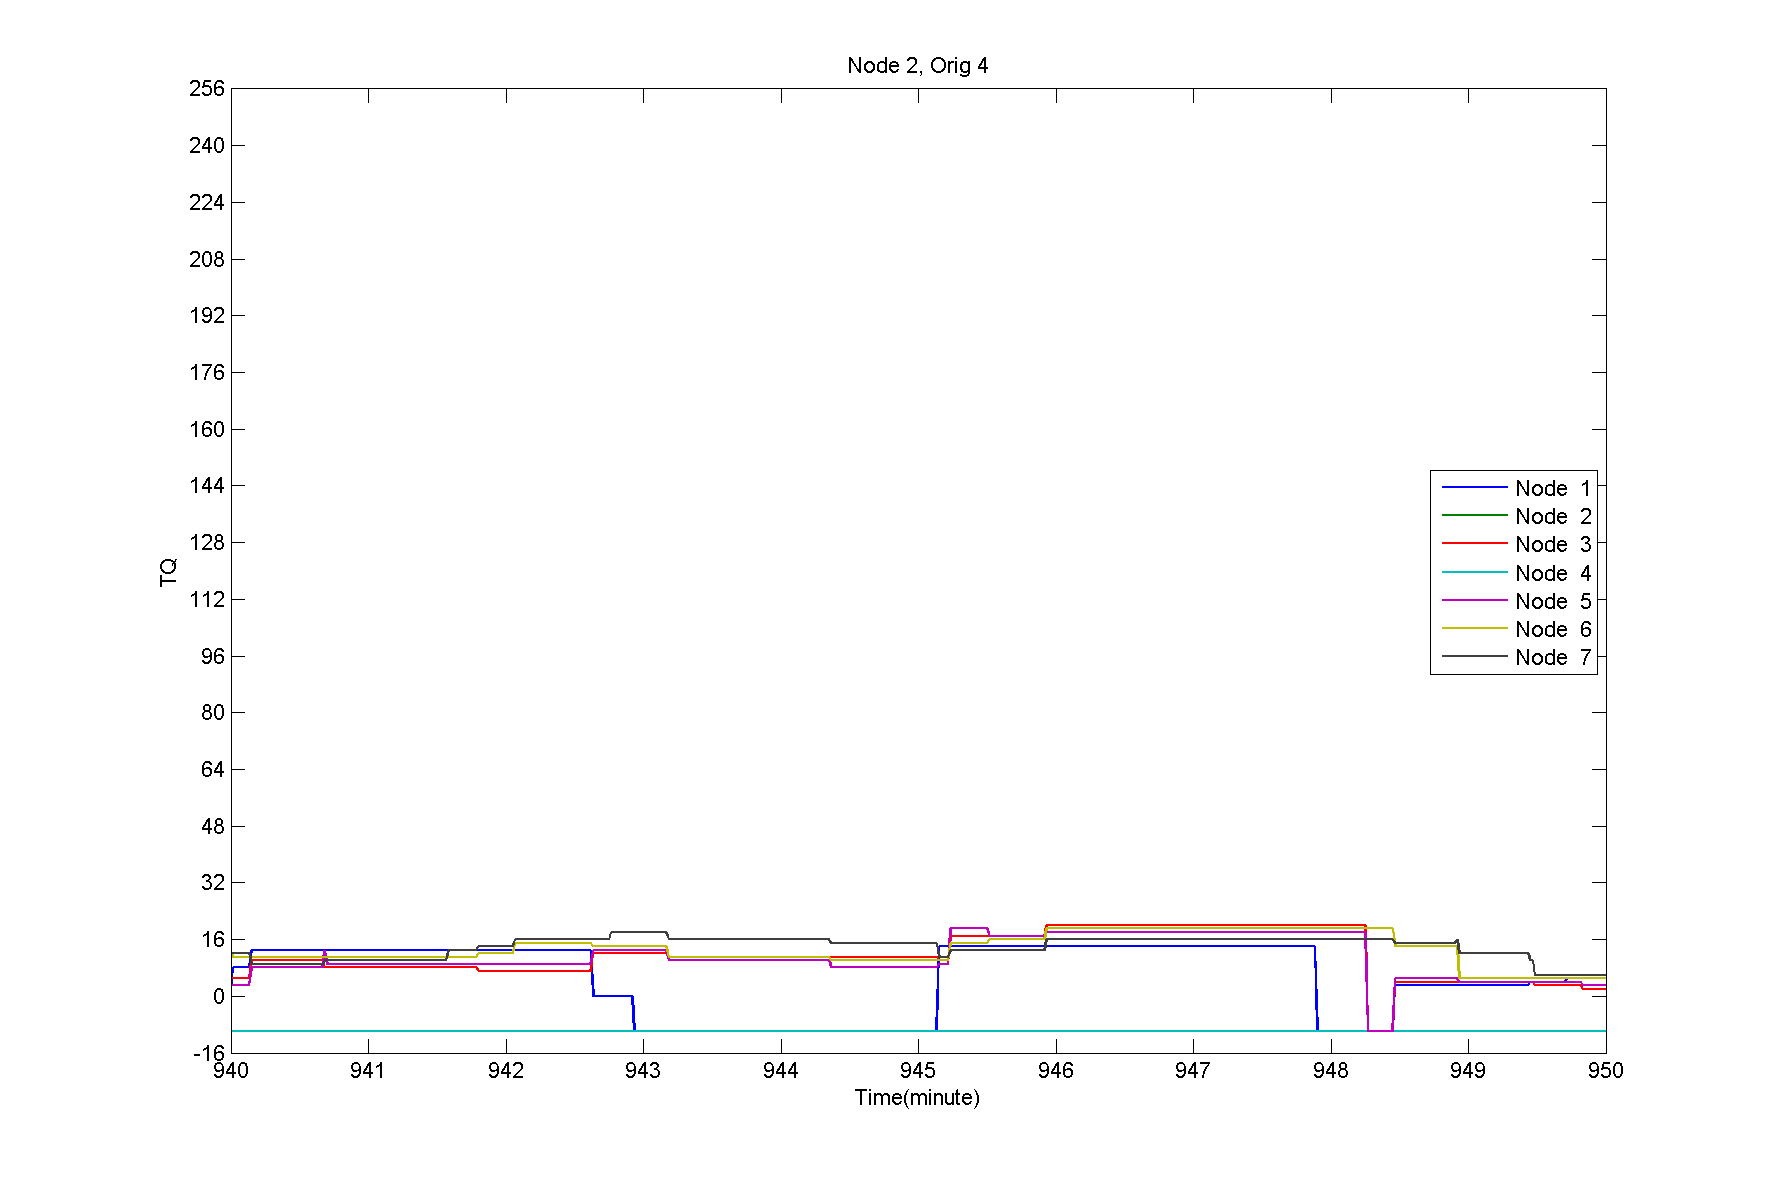 Node 2, Orig 4
256
240
224
208
192
176
160
144
128
112
96
80
64
48
32
16
0
-16
TQ
Node 1
Node 2
Node 3
Node 4
Node 5
Node 6
Node 7
940 941 942 943 944 945 946 947 948 949 950
Time(minute)